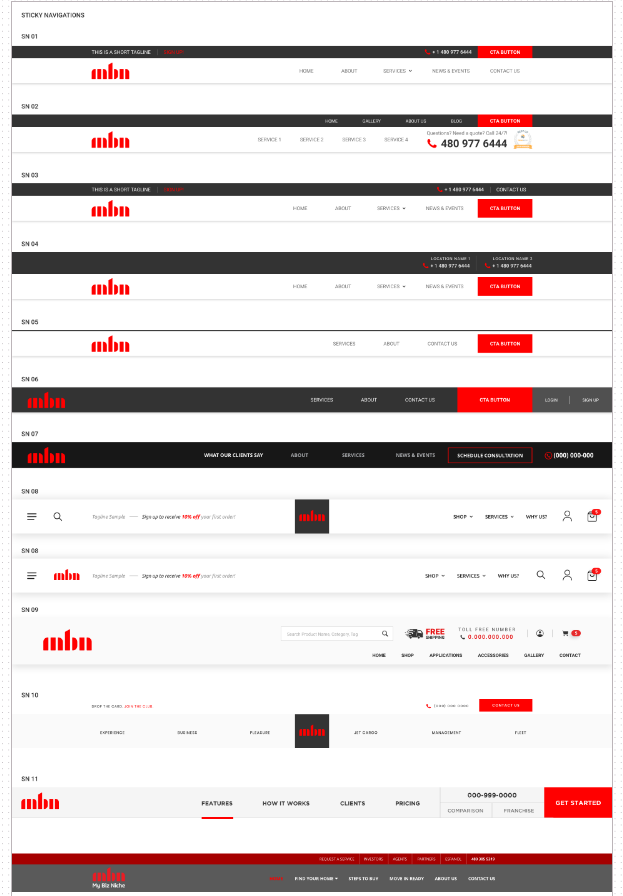 STICKY NAVIGATIONS
SN 01
THIS IS A SHORT TAGLINE
+ 1 480 977 6444
CTA BUTTON
mbn
HOME ABOUT SERVICES NEWS & EVENTS CONTACT US
SN 02
HOME GALLERY ABOUT US BLOG CTA BUTTON
mbn
SERVICE 1 SERVICE 2 SERVICE 3 SERVICE 4
Questions? Need a quote? Call 24/7!
480 977 6444
SN 03
THIS IS A SHORT TAGLINE
+ 1 480 977 6444 CONTACT US
mbn
HOME ABOUT SERVICES NEWS & EVENTS CTA BUTTON
SN 04
LOCATION NAME 1 LOCATION NAME 2
+ 1 480 977 6444 + 1 480 977 6444
mbn
HOME ABOUT SERVICES NEWS & EVENTS CTA BUTTON
SN 05
mbn
SERVICES ABOUT CONTACT US CTA BUTTON
SN 06
mbn
SERVICES ABOUT CONTACT US CTA BUTTON LOGIN SIGN UP
SN 07
mbn
WHAT OUR CLIENTS SAY ABOUT SERVICES NEWS & EVENTS SCHEDULE CONSULTATION (000) 000-000
SN 08
Tagline Sample Sign up to receive 10% off your first order!
mbn
SHOP SERVICES WHY US?
SN 08
mbn
Tagline Sample Sign up to receive 10% off your first order!
SHOP SERVICES WHY US?
SN 09
mbn
Search Product Name, Category, Tag
FREE
SHIPPING
TOLL FREE NUMBER
0.000.000.000
HOME SHOP APPLICATIONS ACCESSORIES GALLERY CONTACT
SN 10
DROP THE CARD. JOIN THE CLUB
CONTACT US
EXPERIENCE BUSINESS PLEASURE mbn JET CARGO MANAGEMENT FLEET
SN 11
mbn
FEATURES HOW IT WORKS CLIENTS PRICING
000-999-0000
COMPARISON FRANCHISE
GET STARTED
REQUEST A SERVICE INVESTORS AGENTS PARTNERS ESPANOL 480 365 5210
mbn
My Biz Niche
FIND YOUR HOME STEPS TO BUY MOVE IN READY ABOUT US CONTACT US